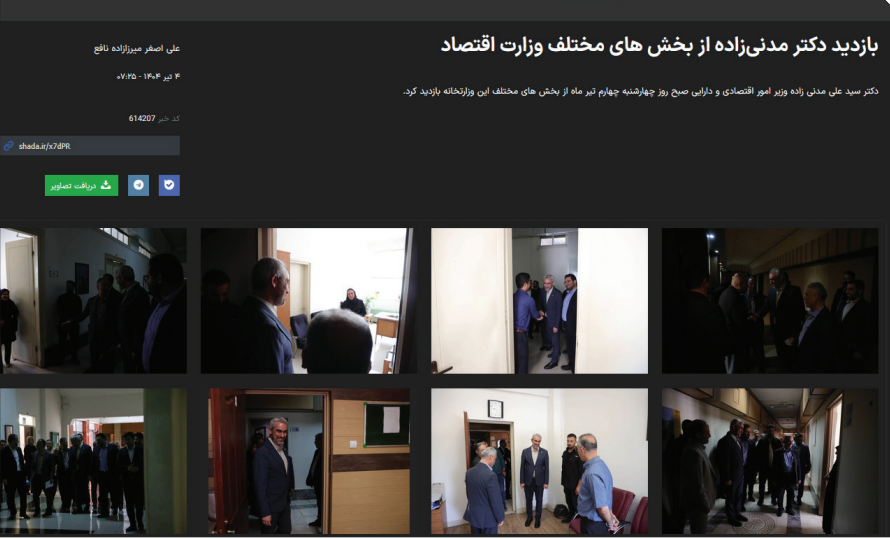 بازدید دکتر مدنی‌زاده از بخش های مختلف وزارت اقتصاد
دکتر سید علی مدنی زاده وزیر امور اقتصادی و دارایی صبح روز چهارشنبه چهارم تیر ماه از بخش های مختلف این وزارتخانه بازدید کرد.
علی اصغر میرزازاده نافع
۴ تیر ۱۴۰۴ - ۰۷:۲۵
کد خبر 614207
shada.ir/x7dPR
دریافت تصاویر